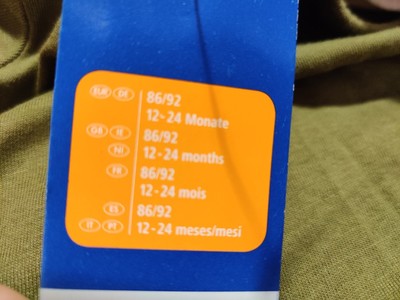 EUR DE 86/92
12-24 Monate
GB IE 86/92
NI 12-24 months
FR 86/92
12-24 mois
ES 86/92
IT PT 12-24 meses/mesi